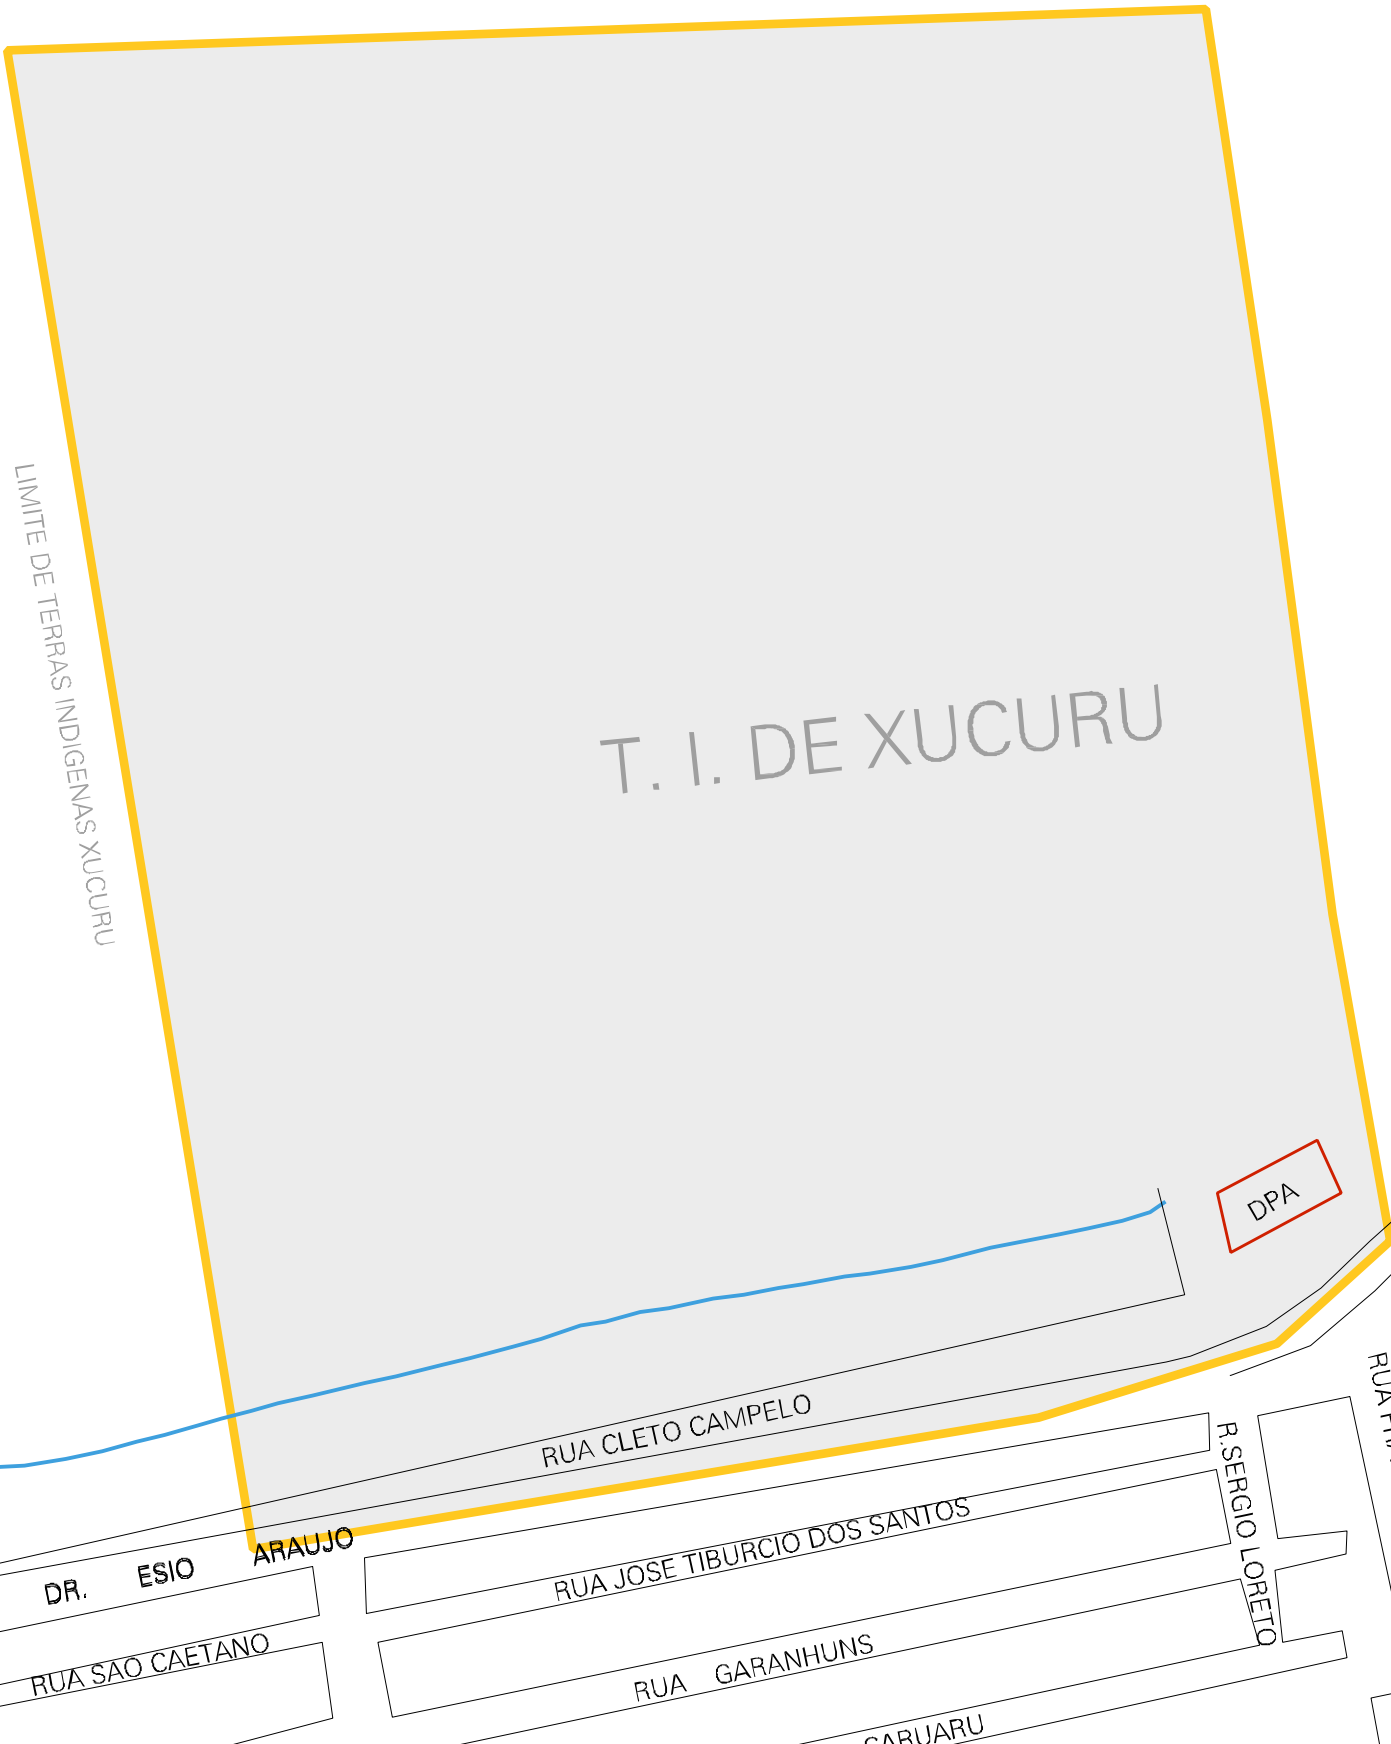 LIMITE DE TERRAS INDIGENAS XUCURU
T. I. DE XUCURU
DPA
RUA CLETO CAMPELO
DR. ESIO ARAUJO
RUA JOSE TIBURCIO DOS SANTOS
R.SERGIO LORETO
RUA
RUA SAO CAETANO
RUA GARANHUNS
CARUARU